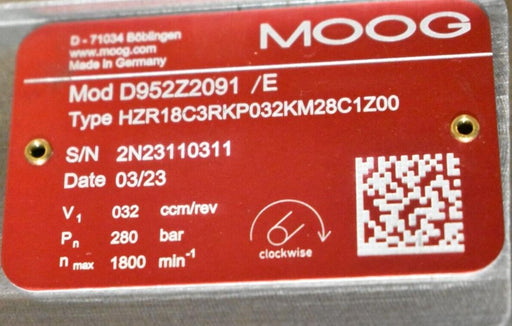 D - 71034 Böblingen
www.moog.com
Made in Germany
MOOG
Mod D952Z2091 /E
Type HZR18C3RKP032KM28C1Z00
S/N 2N23110311
Date 03/23
V1 032 ccm/rev
Pn 280 bar
n max 1800 min-1
clockwise